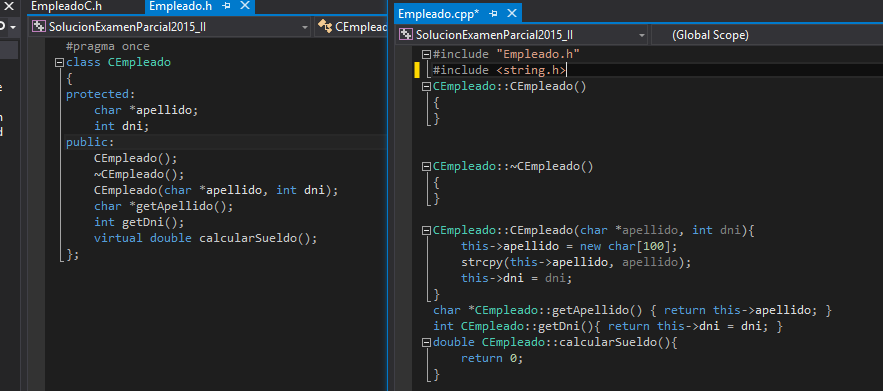 EmpleadoC.h
Empleado.h
SolucionExamenParcial2015_II
CEmplead
#pragma once
class CEmpleado
{
protected:
char *apellido;
int dni;
public:
CEmpleado();
~CEmpleado();
CEmpleado(char *apellido, int dni);
char *getApellido();
int getDni();
virtual double calcularSueldo();
};
Empleado.cpp*
SolucionExamenParcial2015_II
(Global Scope)
#include "Empleado.h"
#include <string.h>
CEmpleado::CEmpleado()
{
}
CEmpleado::~CEmpleado()
{
}
CEmpleado::CEmpleado(char *apellido, int dni){
this->apellido = new char[100];
strcpy(this->apellido, apellido);
this->dni = dni;
}
char *CEmpleado::getApellido() { return this->apellido; }
int CEmpleado::getDni(){ return this->dni = dni; }
double CEmpleado::calcularSueldo(){
return 0;
}